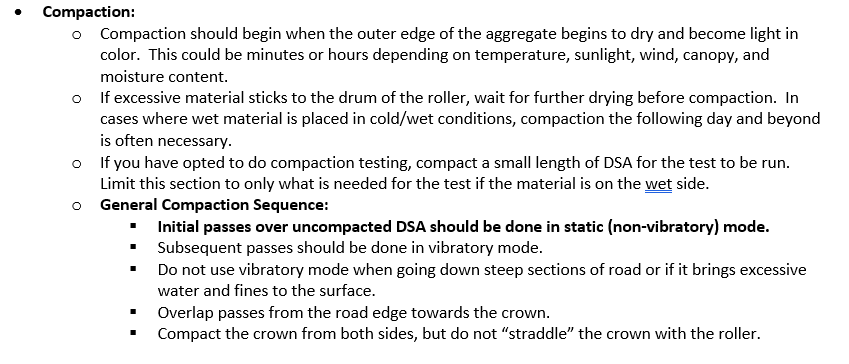 • Compaction:
o Compaction should begin when the outer edge of the aggregate begins to dry and become light in
color.  This could be minutes or hours depending on temperature, sunlight, wind, canopy, and
moisture content.
o If excessive material sticks to the drum of the roller, wait for further drying before compaction.  In
cases where wet material is placed in cold/wet conditions, compaction the following day and beyond
is often necessary.
o If you have opted to do compaction testing, compact a small length of DSA for the test to be run.
Limit this section to only what is needed for the test if the material is on the wet side.
o General Compaction Sequence:
▪ Initial passes over uncompacted DSA should be done in static (non-vibratory) mode.
▪ Subsequent passes should be done in vibratory mode.
▪ Do not use vibratory mode when going down steep sections of road or if it brings excessive
water and fines to the surface.
▪ Overlap passes from the road edge towards the crown.
▪ Compact the crown from both sides, but do not “straddle” the crown with the roller.